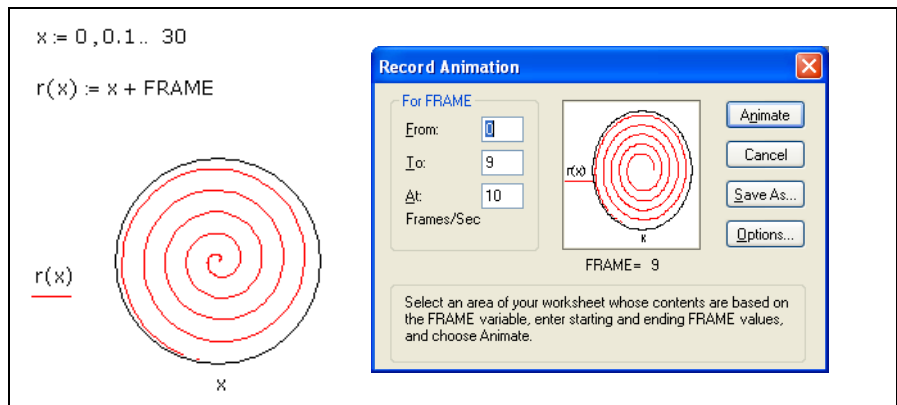 x := 0 , 0.1 .. 30
r(x) := x + FRAME
r(x)
x
Record Animation
For FRAME
From:
0
To:
9
At:
10
Frames/Sec
r(x)
x
FRAME= 9
Animate
Cancel
Save As...
Options...
Select an area of your worksheet whose contents are based on
the FRAME variable, enter starting and ending FRAME values,
and choose Animate.